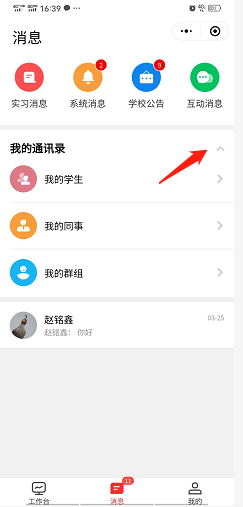 16:39
消息
2
9
实习消息 系统消息 学校公告 互动消息
我的通讯录
我的学生
我的同事
我的群组
赵铭鑫 03-25
赵铭鑫： 你好
11
工作台 消息 我的